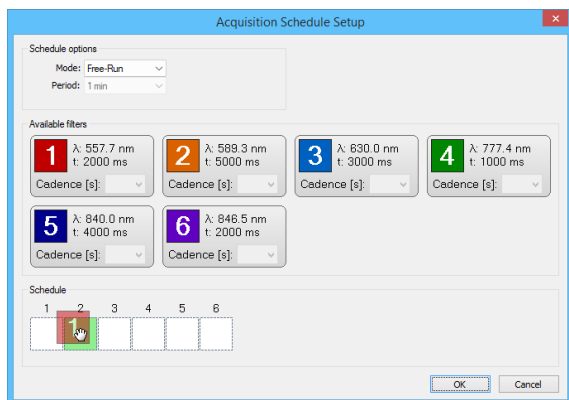 Acquisition Schedule Setup
Schedule options
Mode: Free-Run
Period: 1 min
Available filters
1 λ: 557.7 nm
t: 2000 ms
Cadence [s]:
2 λ: 589.3 nm
t: 5000 ms
Cadence [s]:
3 λ: 630.0 nm
t: 3000 ms
Cadence [s]:
4 λ: 777.4 nm
t: 1000 ms
Cadence [s]:
5 λ: 840.0 nm
t: 4000 ms
Cadence [s]:
6 λ: 846.5 nm
t: 2000 ms
Cadence [s]:
Schedule
1 2 3 4 5 6
1
OK Cancel